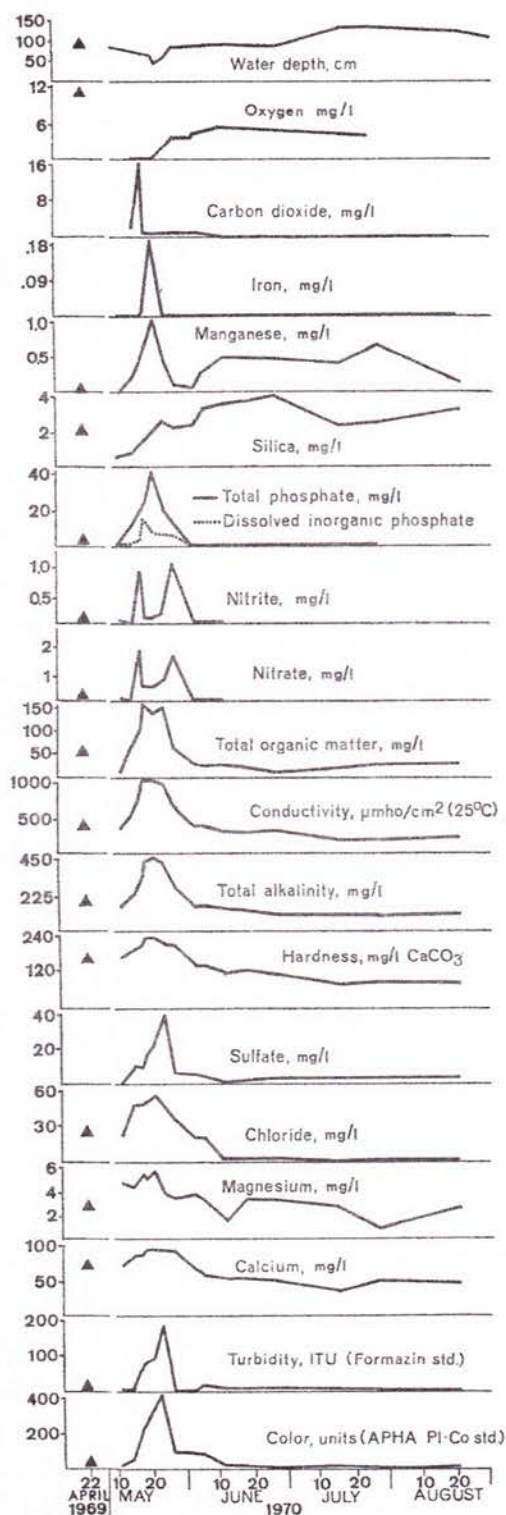 150
100
50
Water depth, cm
12
Oxygen mg/l
6
16
8
Carbon dioxide, mg/l
.18
.09
Iron, mg/l
1.0
Manganese, mg/l
0.5
4
2
Silica, mg/l
40
Total phosphate, mg/l
20
Dissolved inorganic phosphate
1.0
0.5
Nitrite, mg/l
2
Nitrate, mg/l
1
150
50
Total organic matter, mg/l
1000
Conductivity, µmho/cm² (25°C)
500
450
225
Total alkalinity, mg/l
240
Hardness, mg/l CaCO3
120
40
20
Sulfate, mg/l
60
30
Chloride, mg/l
6
Magnesium, mg/l
4
2
100
Calcium, mg/l
50
200
Turbidity, ITU (Formazin std.)
100
400
Color, units (APHA Pl-Co std.)
200
22 10 20 10 20 10 20 10 20
APRIL MAY JUNE JULY AUGUST
1969 1970